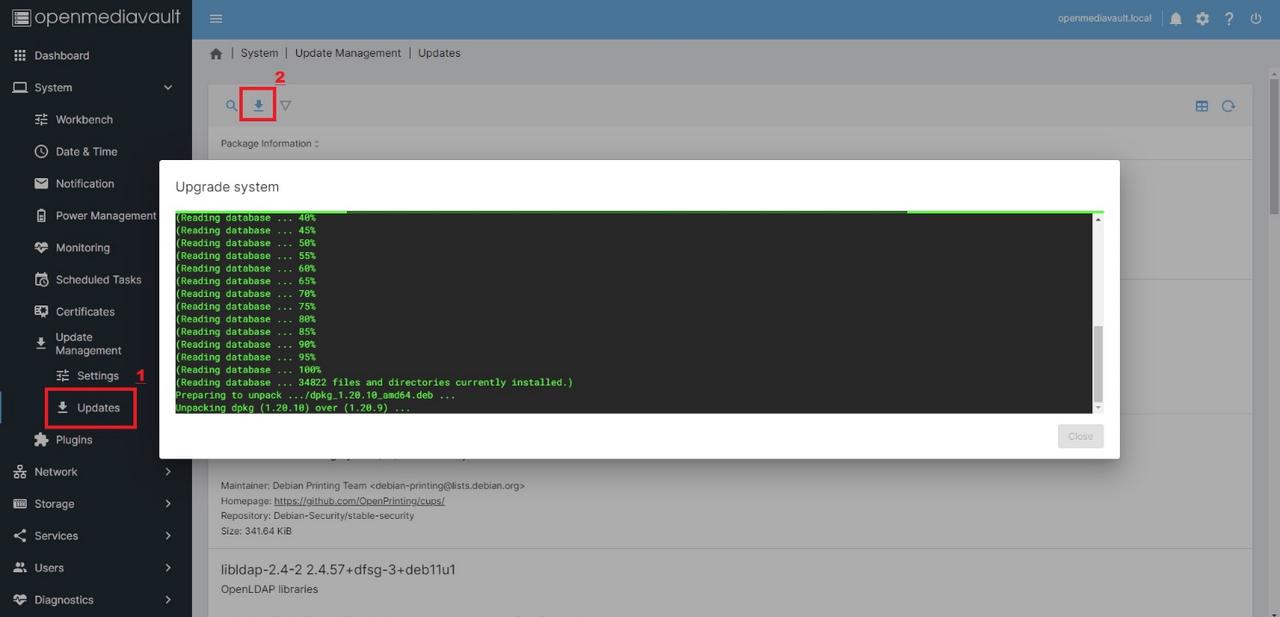 openmediavault
openmediavault.local
Dashboard
System
Workbench
Date & Time
Notification
Power Management
Monitoring
Scheduled Tasks
Certificates
Update
Management
Settings
1
Updates
Plugins
Network
Storage
Services
Users
Diagnostics
| System | Update Management | Updates
2
Package Information
Upgrade system
(Reading database ... 40%
(Reading database ... 45%
(Reading database ... 50%
(Reading database ... 55%
(Reading database ... 60%
(Reading database ... 65%
(Reading database ... 70%
(Reading database ... 75%
(Reading database ... 80%
(Reading database ... 85%
(Reading database ... 90%
(Reading database ... 95%
(Reading database ... 100%
(Reading database ... 34822 files and directories currently installed.)
Preparing to unpack .../dpkg_1.20.10_amd64.deb ...
Unpacking dpkg (1.20.10) over (1.20.9) ...
Close
Maintainer: Debian Printing Team <debian-printing@lists.debian.org>
Homepage: https://github.com/OpenPrinting/cups/
Repository: Debian-Security/stable-security
Size: 341.64 KiB
libldap-2.4-2 2.4.57+dfsg-3+deb11u1
OpenLDAP libraries